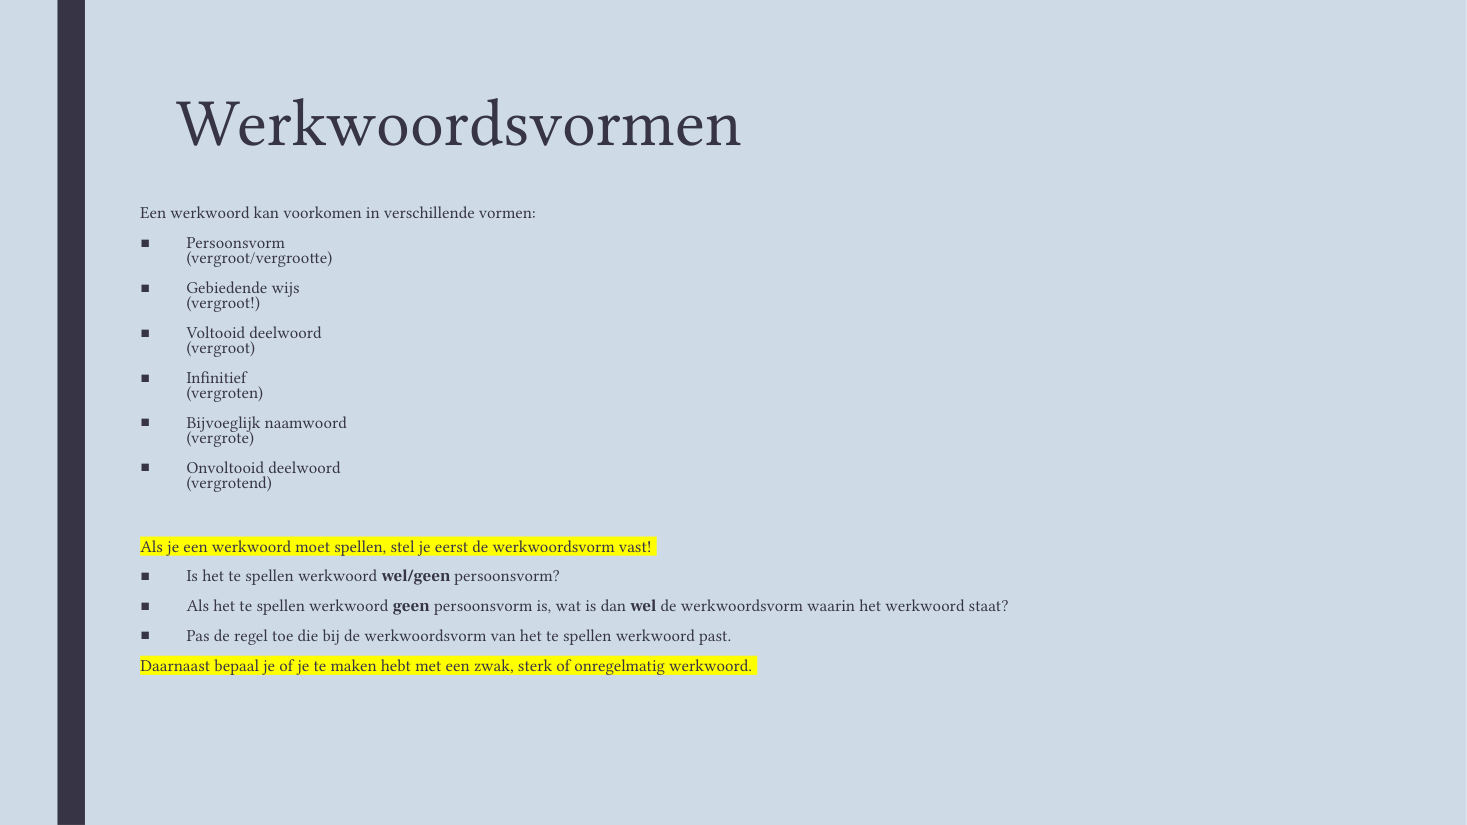 Werkwoordsvormen
Een werkwoord kan voorkomen in verschillende vormen:
▪ Persoonsvorm
(vergroot/vergrootte)
▪ Gebiedende wijs
(vergroot!)
▪ Voltooid deelwoord
(vergroot)
▪ Infinitief
(vergroten)
▪ Bijvoeglijk naamwoord
(vergrote)
▪ Onvoltooid deelwoord
(vergrotend)
Als je een werkwoord moet spellen, stel je eerst de werkwoordsvorm vast!
▪ Is het te spellen werkwoord wel/geen persoonsvorm?
▪ Als het te spellen werkwoord geen persoonsvorm is, wat is dan wel de werkwoordsvorm waarin het werkwoord staat?
▪ Pas de regel toe die bij de werkwoordsvorm van het te spellen werkwoord past.
Daarnaast bepaal je of je te maken hebt met een zwak, sterk of onregelmatig werkwoord.